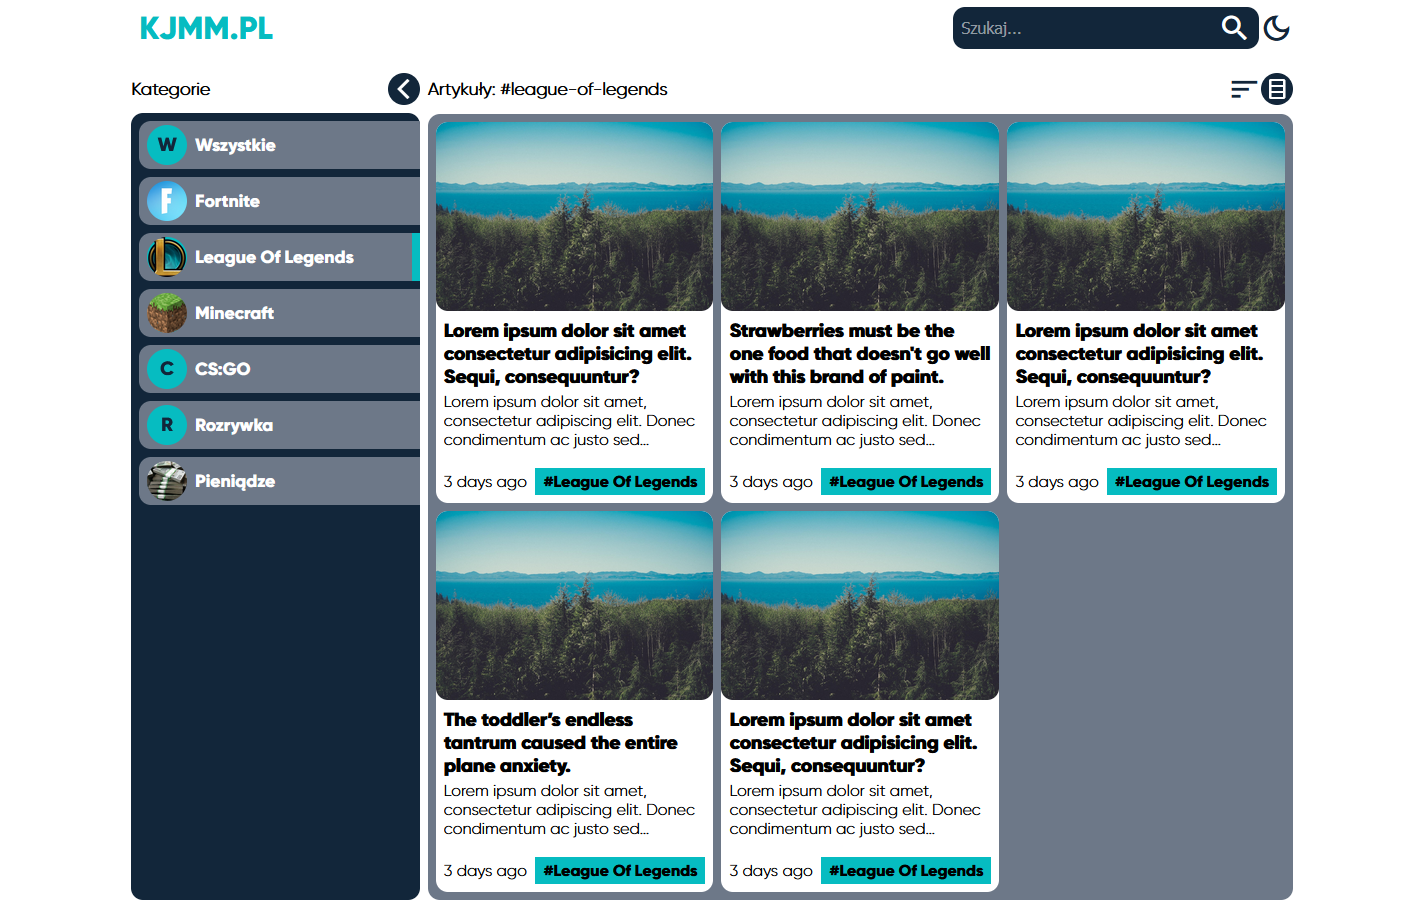 KJMM.PL
Szukaj...
Kategorie
Artykuły: #league-of-legends
W Wszystkie
F Fortnite
L League Of Legends
Minecraft
C CS:GO
R Rozrywka
Pieniądze
Lorem ipsum dolor sit amet
consectetur adipisicing elit.
Sequi, consequuntur?
Lorem ipsum dolor sit amet,
consectetur adipiscing elit. Donec
condimentum ac justo sed...
3 days ago #League Of Legends
Strawberries must be the
one food that doesn't go well
with this brand of paint.
Lorem ipsum dolor sit amet,
consectetur adipiscing elit. Donec
condimentum ac justo sed...
3 days ago #League Of Legends
Lorem ipsum dolor sit amet
consectetur adipisicing elit.
Sequi, consequuntur?
Lorem ipsum dolor sit amet,
consectetur adipiscing elit. Donec
condimentum ac justo sed...
3 days ago #League Of Legends
The toddler’s endless
tantrum caused the entire
plane anxiety.
Lorem ipsum dolor sit amet,
consectetur adipiscing elit. Donec
condimentum ac justo sed...
3 days ago #League Of Legends
Lorem ipsum dolor sit amet
consectetur adipisicing elit.
Sequi, consequuntur?
Lorem ipsum dolor sit amet,
consectetur adipiscing elit. Donec
condimentum ac justo sed...
3 days ago #League Of Legends